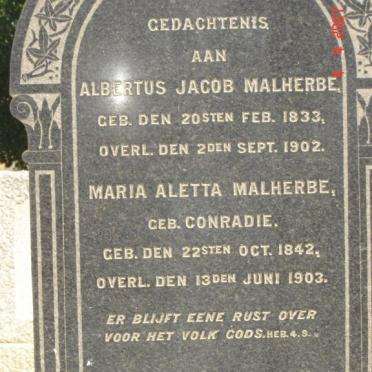 GEDACHTENIS
AAN
ALBERTUS JACOB MALHERBE,
GEB. DEN 20STEN FEB. 1833,
OVERL. DEN 2DEN SEPT. 1902.
MARIA ALETTA MALHERBE,
GEB. CONRADIE.
GEB. DEN 22STEN OCT. 1842,
OVERL. DEN 13DEN JUNI 1903.
ER BLIJFT EENE RUST OVER
VOOR HET VOLK GODS. HEB. 4. 9.